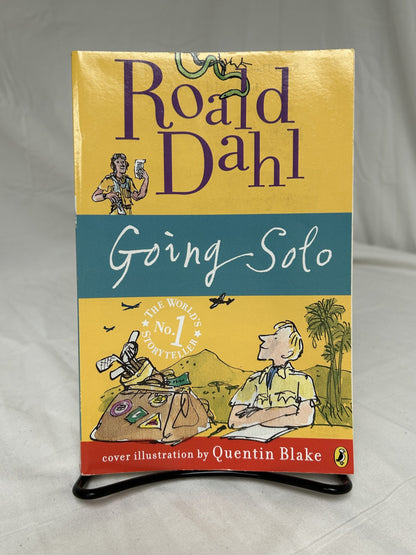 Roald
Dahl
Going Solo
THE WORLD'S
No. 1
STORYTELLER
cover illustration by Quentin Blake